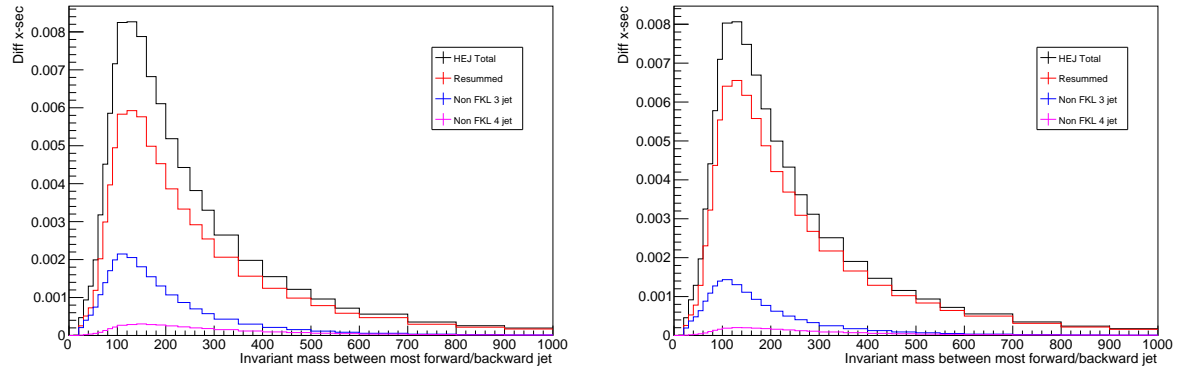 Diff x-sec
0.008
0.007
0.006
0.005
0.004
0.003
0.002
0.001
0
HEJ Total
Resummed
Non FKL 3 jet
Non FKL 4 jet
0 100 200 300 400 500 600 700 800 900 1000
Invariant mass between most forward/backward jet
Diff x-sec
0.008
0.007
0.006
0.005
0.004
0.003
0.002
0.001
0
HEJ Total
Resummed
Non FKL 3 jet
Non FKL 4 jet
0 100 200 300 400 500 600 700 800 900 1000
Invariant mass between most forward/backward jet